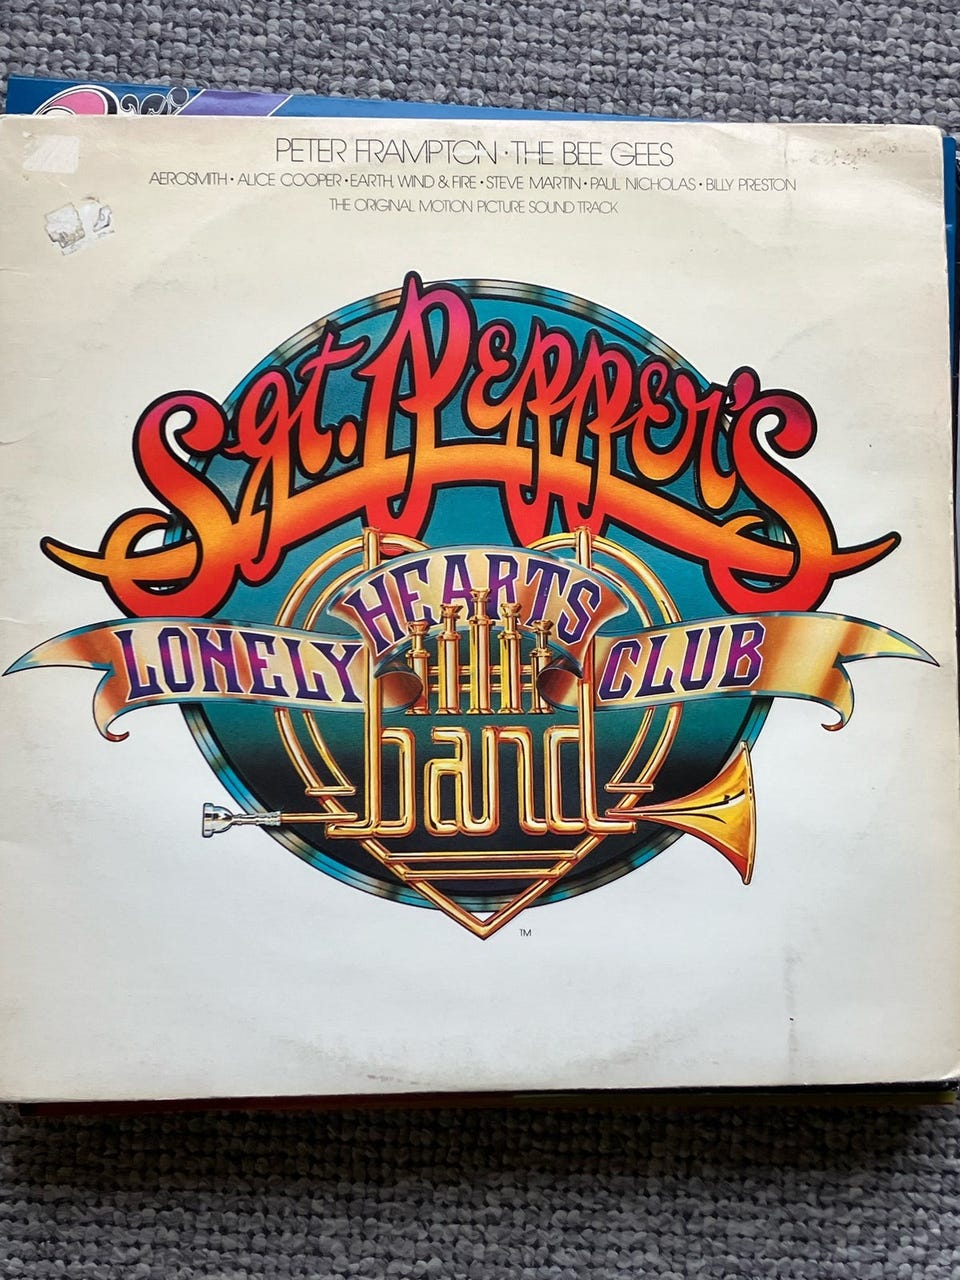 PETER FRAMPTON · THE BEE GEES
AEROSMITH • ALICE COOPER • EARTH, WIND & FIRE • STEVE MARTIN • PAUL NICHOLAS • BILLY PRESTON
THE ORIGINAL MOTION PICTURE SOUND TRACK
Sgt. PEPPER'S
LONELY HEARTS CLUB
band
TM